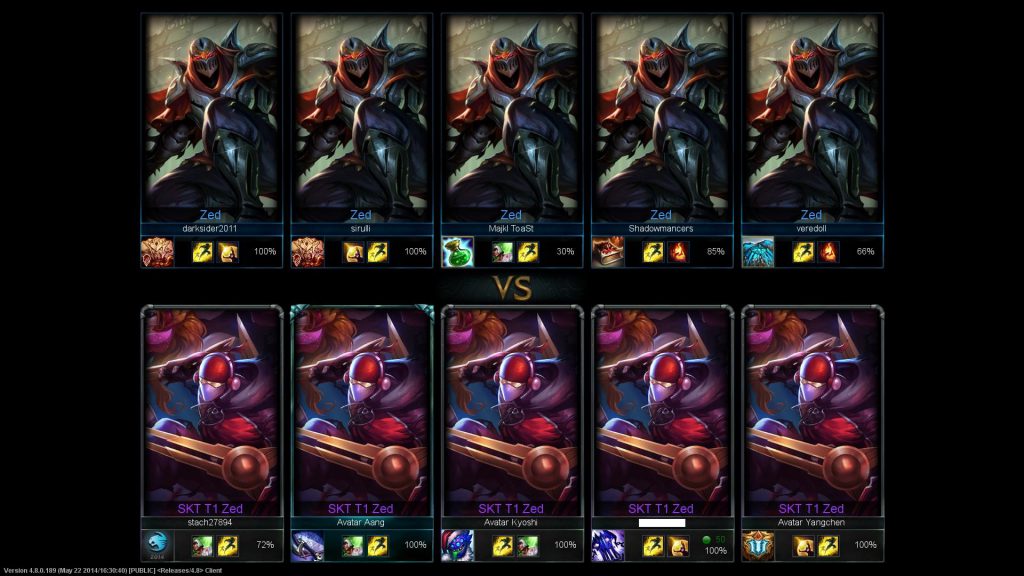 Zed Zed Zed Zed Zed
darksider2011 sirulli Majkl ToaSt Shadowmancers veredoll
100% 100% 30% 85% 66%
VS
SKT T1 Zed SKT T1 Zed SKT T1 Zed SKT T1 Zed SKT T1 Zed
stach27894 Avatar Aang Avatar Kyoshi Avatar Yangchen
50
2014 72% 100% 100% 100% 100%
Version 4.8.0.189 (May 22 2014/16:30:40) [PUBLIC] <Releases/4.8> Client